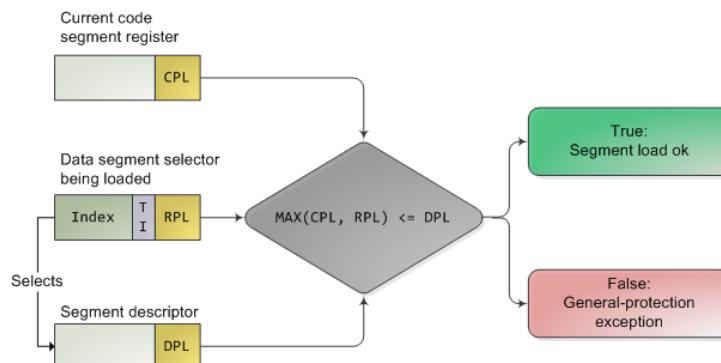 Current code
segment register
CPL
Data segment selector
being loaded
Index
T
I
RPL
Selects
Segment descriptor
DPL
MAX(CPL, RPL) <= DPL
True:
Segment load ok
False:
General-protection
exception